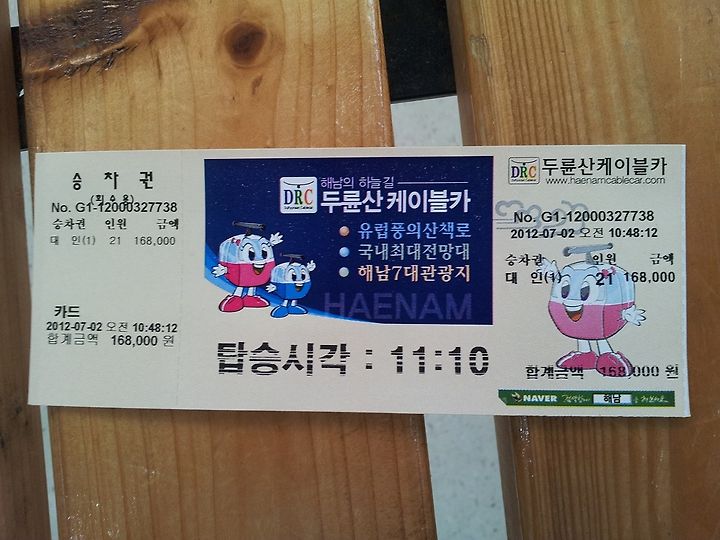 승 차 권
(회수용)
No. G1-12000327738
승차권 인원 금액
대 인(1) 21 168,000
카드
2012-07-02 오전 10:48:12
합계금액 168,000 원
해남의 하늘길
DRC
두륜산 케이블카
유럽풍의산책로
국내최대전망대
해남7대관광지
HAENAM
탑승시각 : 11:10
DRC 두륜산케이블카
www.haenamcablecar.com
No. G1-12000327738
2012-07-02 오전 10:48:12
승차권 인원 금액
대 인(1) 21 168,000
합계금액 168,000 원
NAVER 해남